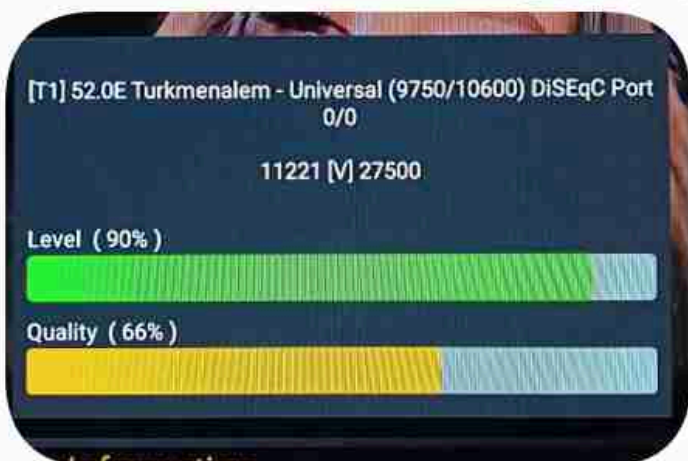 [T1] 52.0E Turkmenalem - Universal (9750/10600) DiSEqC Port
0/0
11221 [V] 27500
Level ( 90% )
Quality ( 66% )